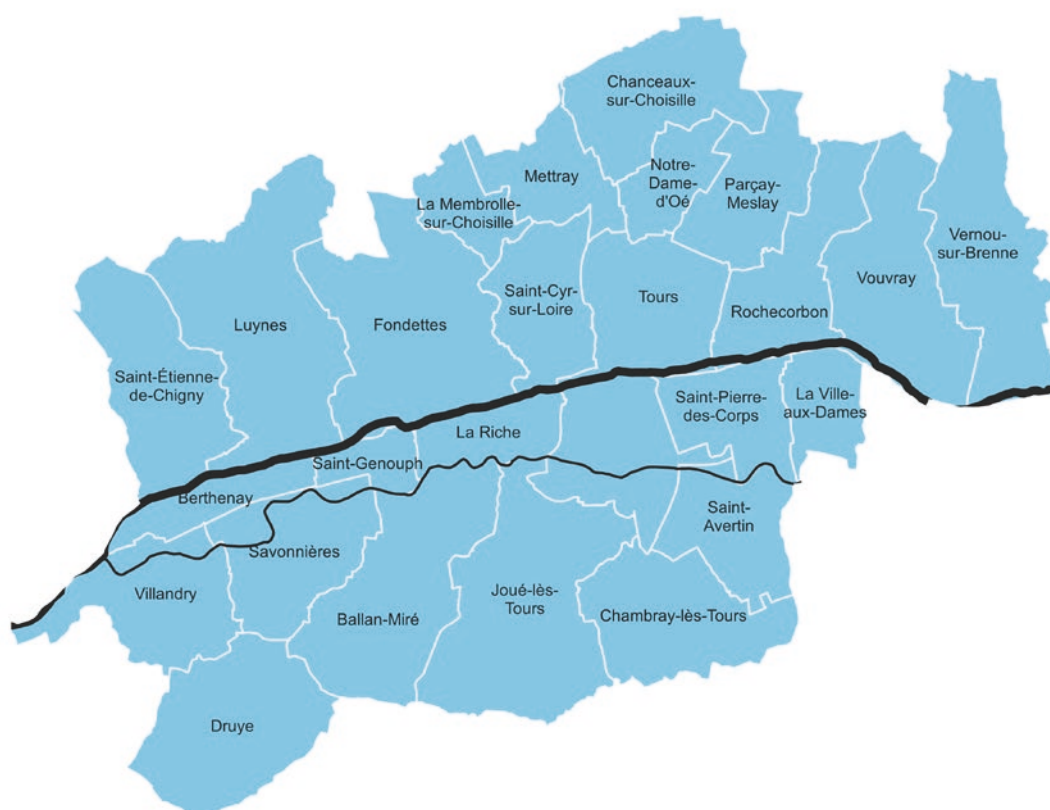 Chanceaux-
sur-Choisille
Notre-
Dame-
d'Oé
Mettray
Parçay-
Meslay
La Membrolle-
sur-Choisille
Vernou-
sur-Brenne
Vouvray
Saint-Cyr-
sur-Loire
Tours
Rochecorbon
Luynes
Fondettes
Saint-Étienne-
de-Chigny
Saint-Pierre-
des-Corps
La Ville-
aux-Dames
La Riche
Saint-Genouph
Berthenay
Saint-
Avertin
Savonnières
Villandry
Joué-lès-
Tours
Ballan-Miré
Chambray-lès-Tours
Druye